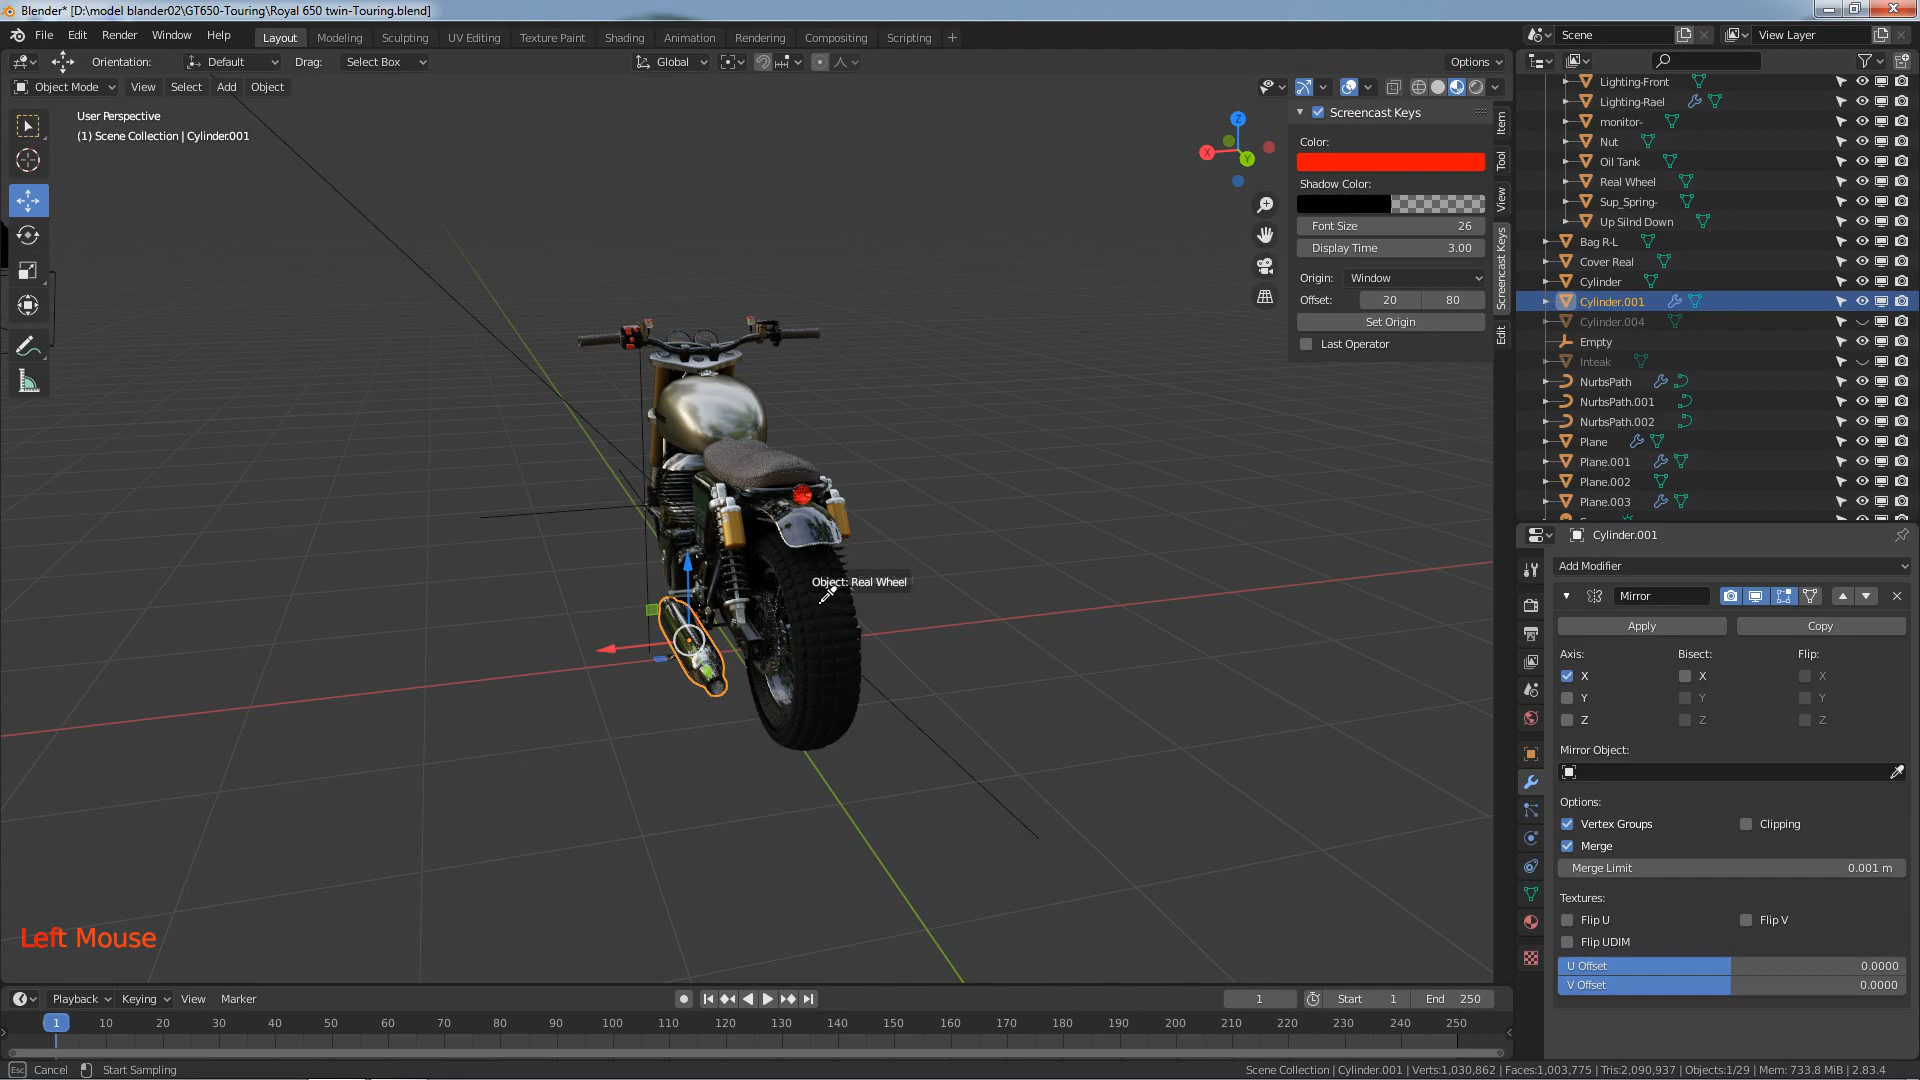 Blender* [D:\model blander02\GT650-Touring\Royal 650 twin-Touring.blend]
File Edit Render Window Help Layout Modeling Sculpting UV Editing Texture Paint Shading Animation Rendering Compositing Scripting Scene View Layer
Orientation: Default Drag: Select Box Global Options
Object Mode View Select Add Object
User Perspective
(1) Scene Collection | Cylinder.001
Z
X
Y
Screencast Keys
Color:
Shadow Color:
Font Size 26
Display Time 3.00
Origin: Window
Offset: 20 80
Set Origin
Last Operator
Item
Tool
View
Screencast Keys
Edit
Lighting-Front
Lighting-Rael
monitor-
Nut
Oil Tank
Real Wheel
Sup_Spring-
Up Silnd Down
Bag R-L
Cover Real
Cylinder
Cylinder.001
Cylinder.004
Empty
Inteak
NurbsPath
NurbsPath.001
NurbsPath.002
Plane
Plane.001
Plane.002
Plane.003
Object: Real Wheel
Left Mouse
Cylinder.001
Add Modifier
Mirror
Apply Copy
Axis: Bisect: Flip:
X X X
Y Y Y
Z Z Z
Mirror Object:
Options:
Vertex Groups Clipping
Merge
Merge Limit 0.001 m
Textures:
Flip U Flip V
Flip UDIM
U Offset 0.0000
V Offset 0.0000
Playback Keying View Marker 1 Start 1 End 250
1 10 20 30 40 50 60 70 80 90 100 110 120 130 140 150 160 170 180 190 200 210 220 230 240 250
Esc Cancel Start Sampling Scene Collection | Cylinder.001 | Verts:1,030,862 | Faces:1,003,775 | Tris:2,090,937 | Objects:1/29 | Mem: 733.8 MiB | 2.83.4